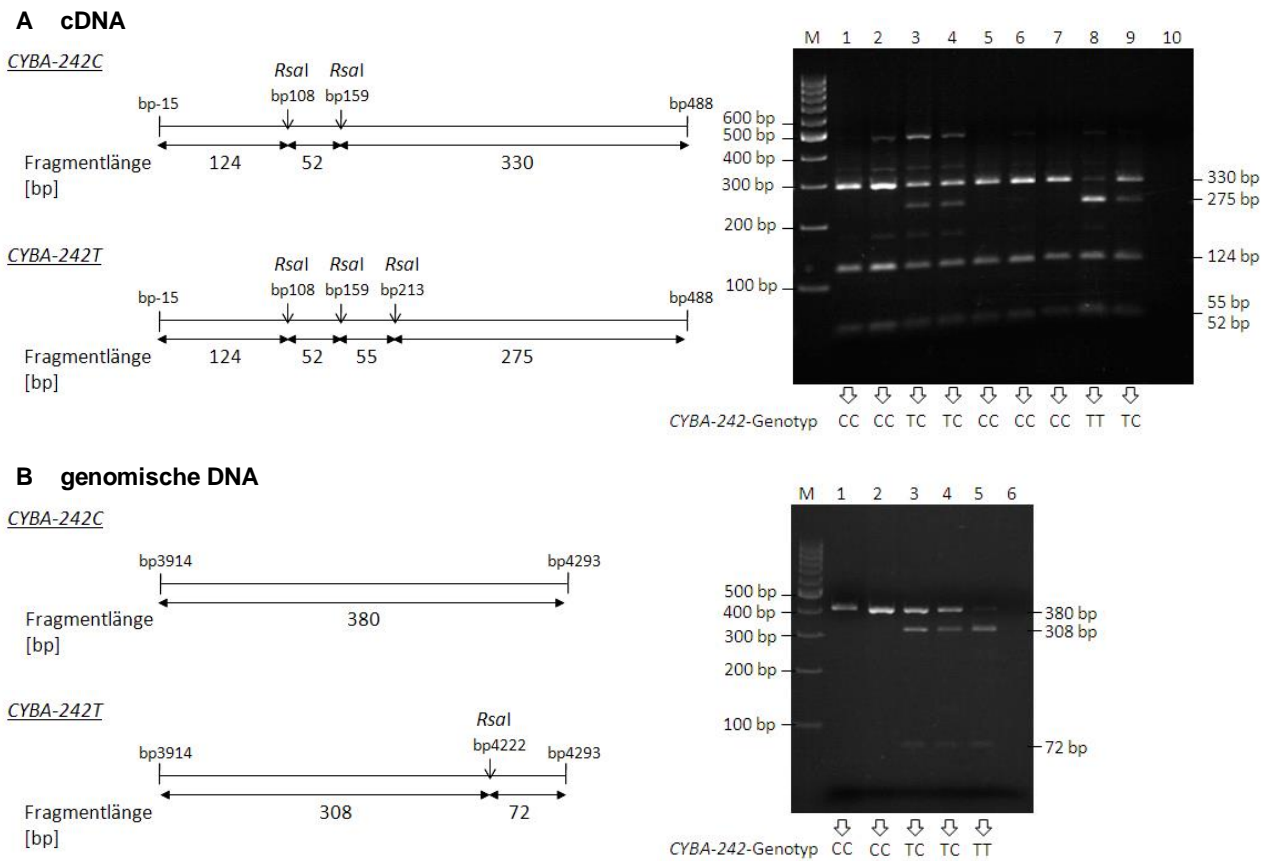 A cDNA
CYBA-242C
RsaI RsaI
bp-15 bp108 bp159 bp488
Fragmentlänge 124 52 330
[bp]
CYBA-242T
RsaI RsaI RsaI
bp-15 bp108 bp159 bp213 bp488
Fragmentlänge 124 52 55 275
[bp]
M 1 2 3 4 5 6 7 8 9 10
600 bp
500 bp
400 bp
300 bp
200 bp
100 bp
330 bp
275 bp
124 bp
55 bp
52 bp
CYBA-242-Genotyp CC CC TC TC CC CC CC TT TC
B genomische DNA
CYBA-242C
bp3914 bp4293
Fragmentlänge 380
[bp]
CYBA-242T
RsaI
bp3914 bp4222 bp4293
Fragmentlänge 308 72
[bp]
M 1 2 3 4 5 6
500 bp
400 bp
300 bp
200 bp
100 bp
380 bp
308 bp
72 bp
CYBA-242-Genotyp CC CC TC TC TT